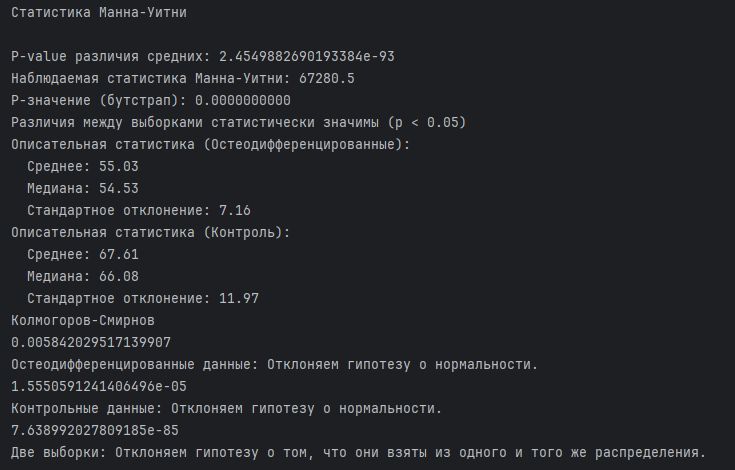 Статистика Манна-Уитни
P-value различия средних: 2.4549882690193384e-93
Наблюдаемая статистика Манна-Уитни: 67280.5
P-значение (бутстрап): 0.0000000000
Различия между выборками статистически значимы (p < 0.05)
Описательная статистика (Остеодифференцированные):
  Среднее: 55.03
  Медиана: 54.53
  Стандартное отклонение: 7.16
Описательная статистика (Контроль):
  Среднее: 67.61
  Медиана: 66.08
  Стандартное отклонение: 11.97
Колмогоров-Смирнов
0.005842029517139907
Остеодифференцированные данные: Отклоняем гипотезу о нормальности.
1.5550591241406496e-05
Контрольные данные: Отклоняем гипотезу о нормальности.
7.638992027809185e-85
Две выборки: Отклоняем гипотезу о том, что они взяты из одного и того же распределения.